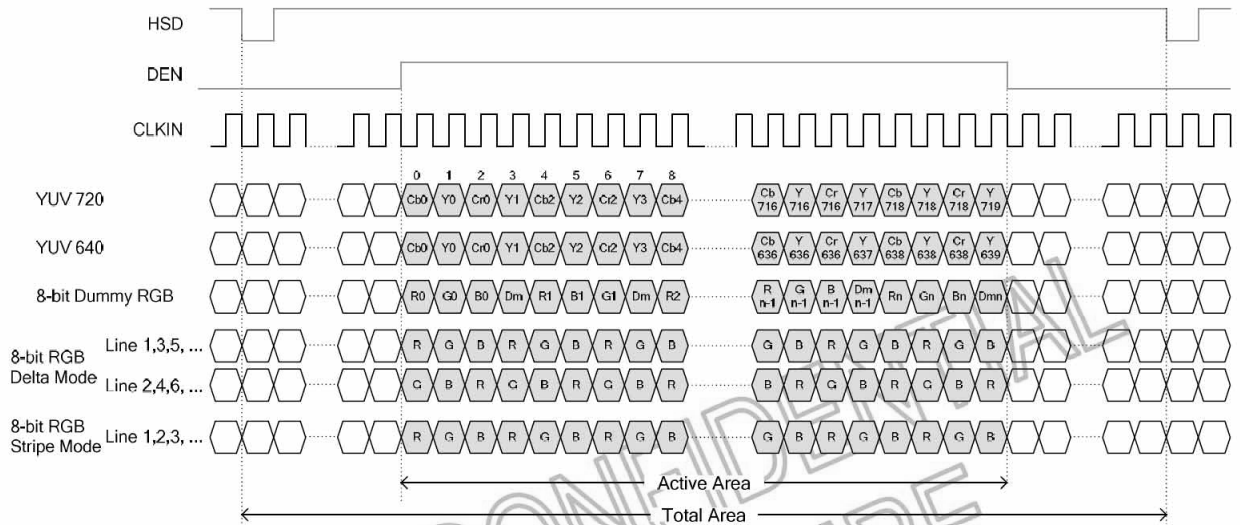 HSD
DEN
CLKIN
0 1 2 3 4 5 6 7 8
YUV 720 Cb0 Y0 Cr0 Y1 Cb2 Y2 Cr2 Y3 Cb4 Cb 716 Y 716 Cr 716 Y 717 Cb 718 Y 718 Cr 718 Y 719
YUV 640 Cb0 Y0 Cr0 Y1 Cb2 Y2 Cr2 Y3 Cb4 Cb 636 Y 636 Cr 636 Y 637 Cb 638 Y 638 Cr 638 Y 639
8-bit Dummy RGB R0 G0 B0 Dm R1 B1 G1 Dm R2 R n-1 G n-1 B n-1 Dm n-1 Rn Gn Bn Dmn
8-bit RGB Delta Mode
Line 1,3,5, ... R G B R G B R G B G B R G B R G B
Line 2,4,6, ... G B R G B R G B R B R G B R G B R
8-bit RGB Stripe Mode
Line 1,2,3, ... R G B R G B R G B G B R G B R G B
Active Area
Total Area
CONFIDENTIAL